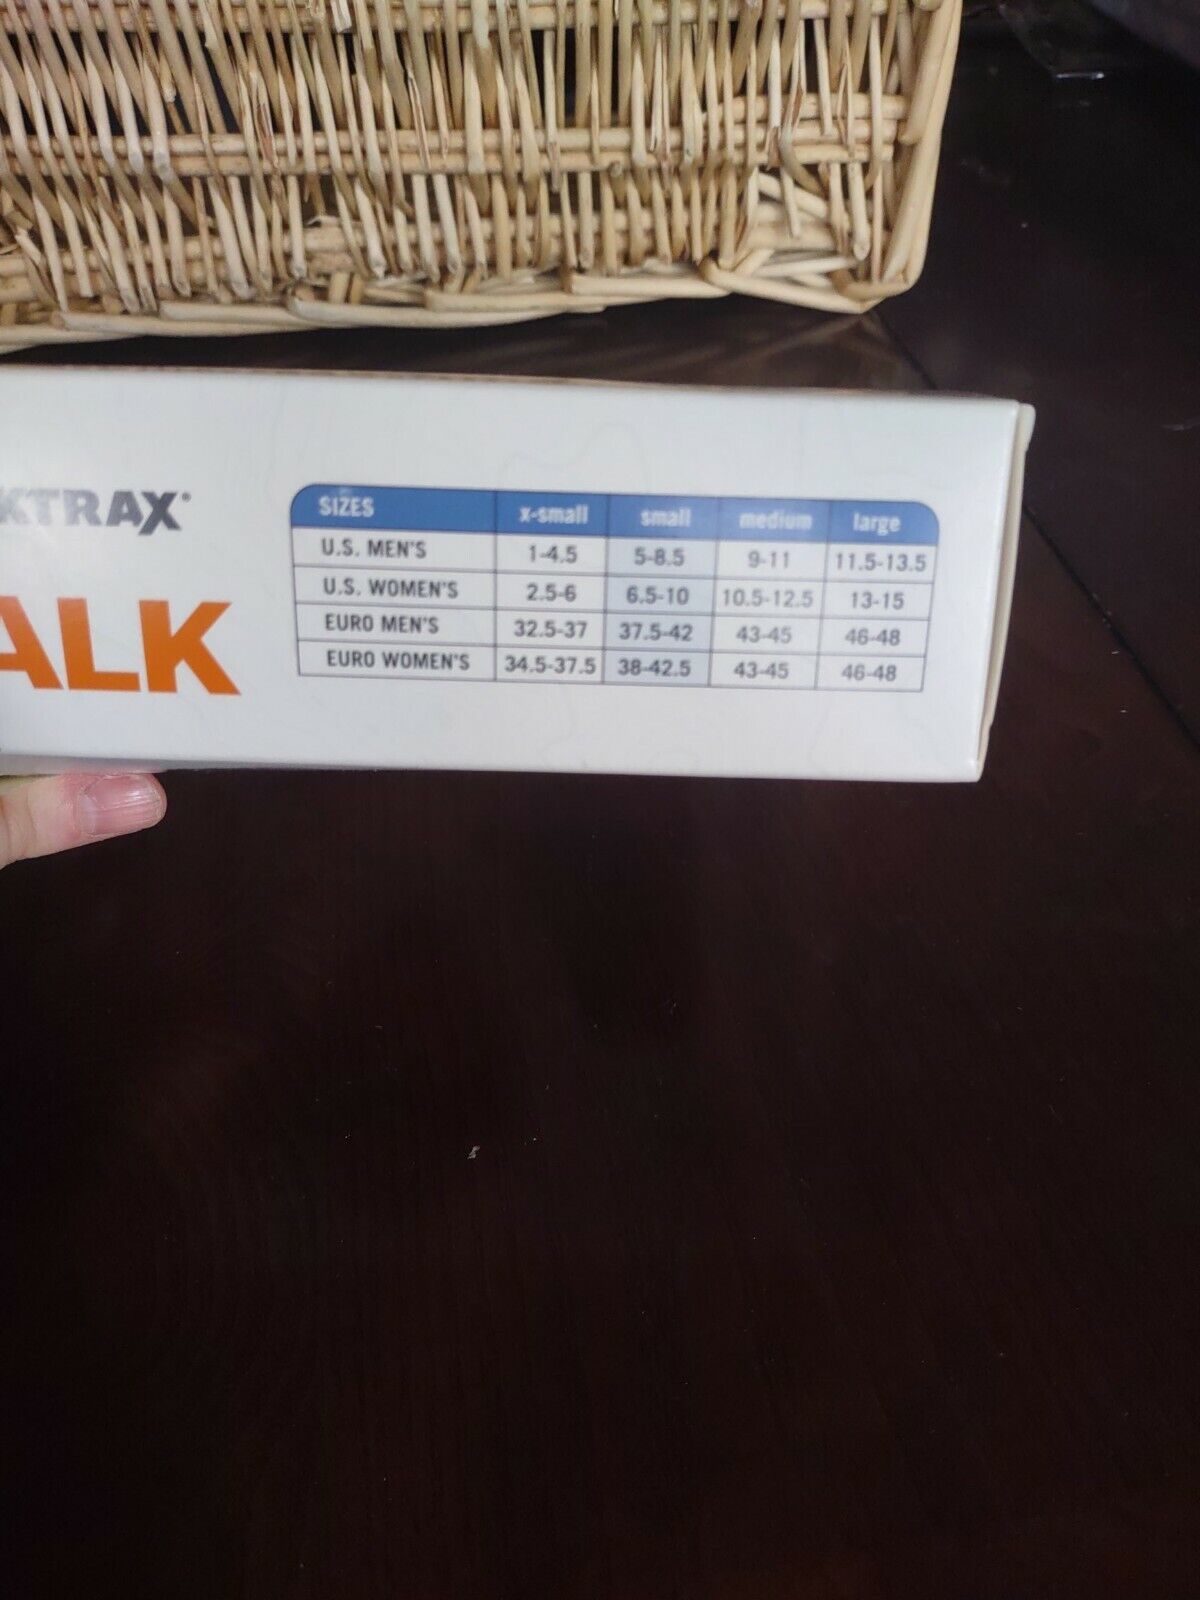 KTRAX®
ALK
SIZES x-small small medium large
U.S. MEN'S 1-4.5 5-8.5 9-11 11.5-13.5
U.S. WOMEN'S 2.5-6 6.5-10 10.5-12.5 13-15
EURO MEN'S 32.5-37 37.5-42 43-45 46-48
EURO WOMEN'S 34.5-37.5 38-42.5 43-45 46-48